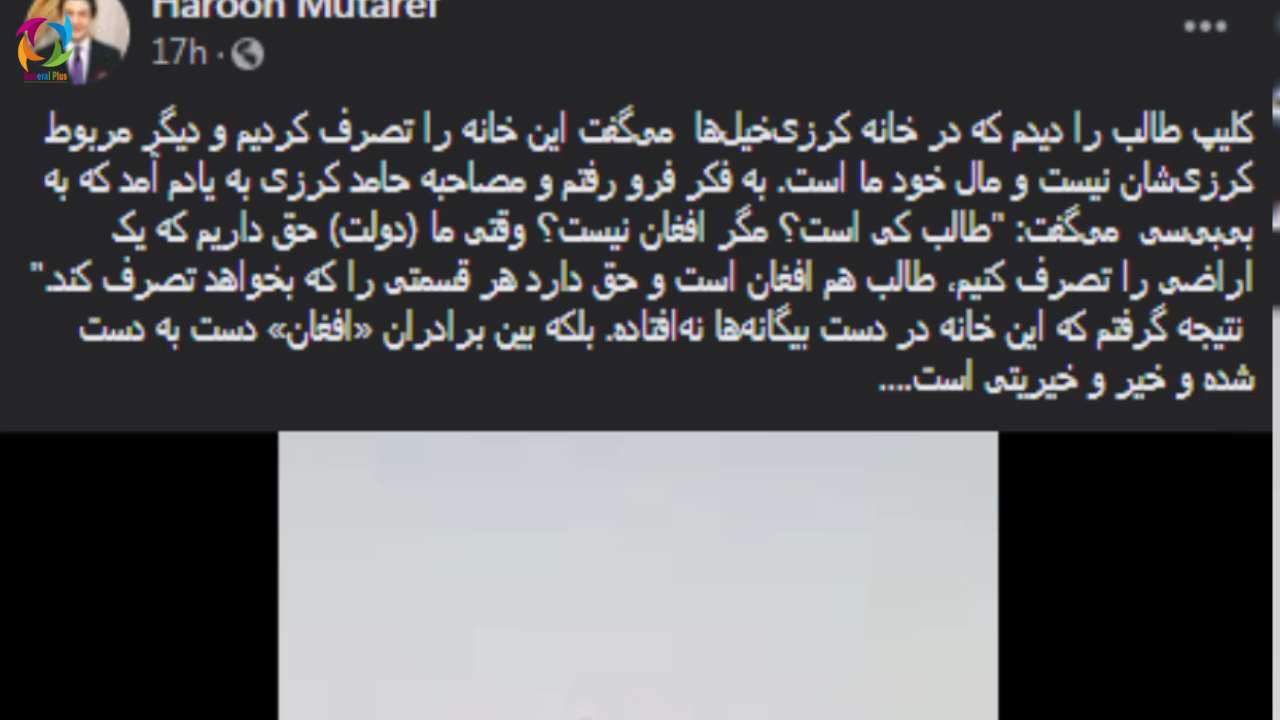 Haroon Mutaref
17h ·
General Plus
کلیپ طالب را دیدم که در خانه کرزی‌خیل‌ها می‌گفت این خانه را تصرف کردیم و دیگر مربوط
کرزی‌شان نیست و مال خود ما است. به فکر فرو رفتم و مصاحبه حامد کرزی به یادم آمد که به
بی‌بی‌سی می‌گفت: "طالب کی است؟ مگر افغان نیست؟ وقتی ما (دولت) حق داریم که یک
اراضی را تصرف کنیم، طالب هم افغان است و حق دارد هر قسمتی را که بخواهد تصرف کند."
نتیجه گرفتم که این خانه در دست بیگانه‌ها نه‌افتاده. بلکه بین برادران «افغان» دست به دست
شده و خیر و خیریتی است....